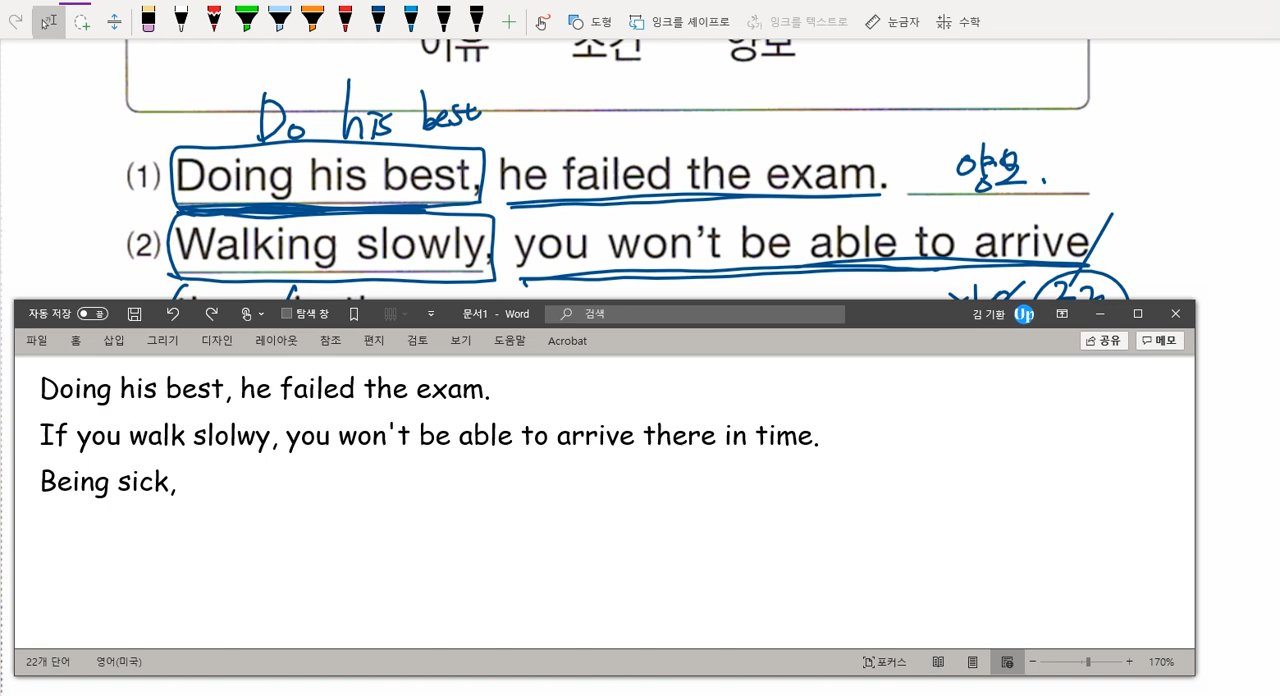 도형 잉크를 셰이프로 잉크를 텍스트로 눈금자 수학
이유 조건 양보
Do his best
(1) Doing his best, he failed the exam. 양보.
(2) Walking slowly, you won't be able to arrive
자동 저장 끔 탐색 창 문서1 - Word 검색 김 기환 Up
파일 홈 삽입 그리기 디자인 레이아웃 참조 편지 검토 보기 도움말 Acrobat 공유 메모
Doing his best, he failed the exam.
If you walk slolwy, you won't be able to arrive there in time.
Being sick,
22개 단어 영어(미국) 포커스 170%